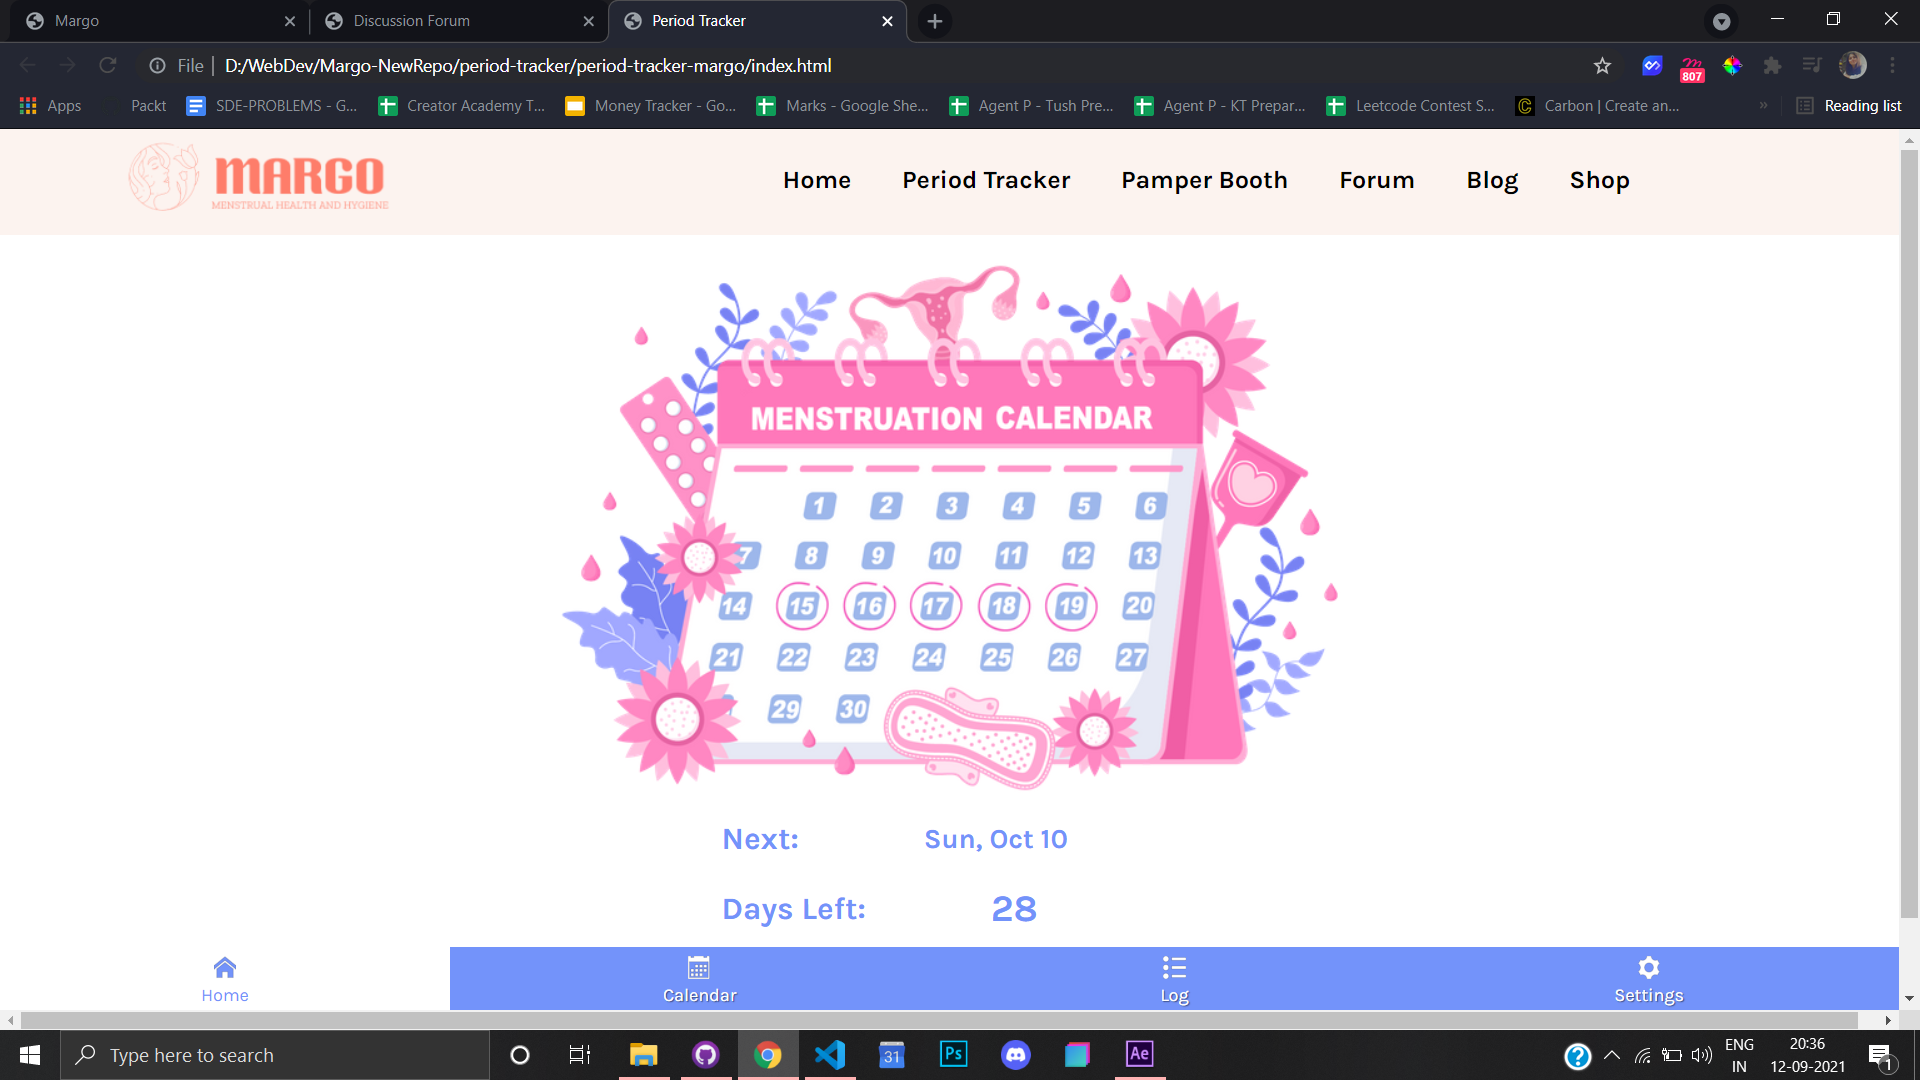 Margo
Discussion Forum
Period Tracker
File
D:/WebDev/Margo-NewRepo/period-tracker/period-tracker-margo/index.html
807
Apps
Packt
SDE-PROBLEMS - G...
Creator Academy T...
Money Tracker - Go...
Marks - Google She...
Agent P - Tush Pre...
Agent P - KT Prepar...
Leetcode Contest S...
Carbon | Create an...
»
Reading list
MARGO
MENSTRUAL HEALTH AND HYGIENE
Home
Period Tracker
Pamper Booth
Forum
Blog
Shop
MENSTRUATION CALENDAR
1 2 3 4 5 6
7 8 9 10 11 12 13
14 15 16 17 18 19 20
21 22 23 24 25 26 27
29 30
Next:
Sun, Oct 10
Days Left:
28
Home
Calendar
Log
Settings
Type here to search
31
Ps
Ae
ENG
IN
20:36
12-09-2021
1